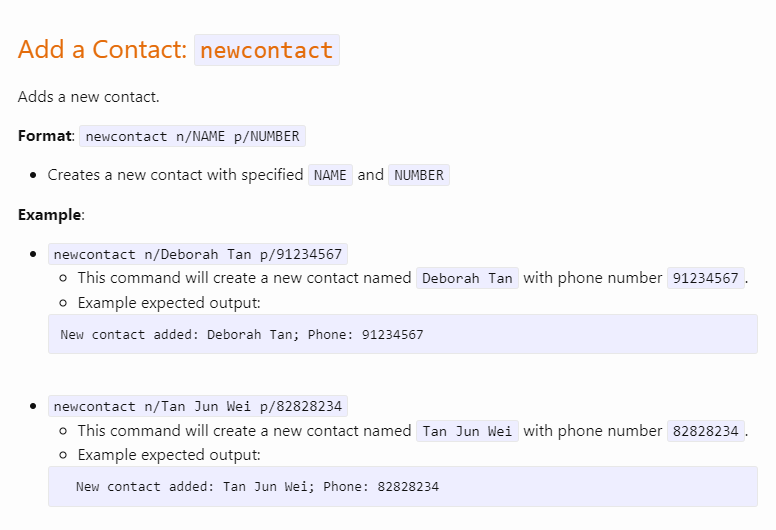 Add a Contact: newcontact
Adds a new contact.
Format: newcontact n/NAME p/NUMBER
Creates a new contact with specified NAME and NUMBER
Example:
newcontact n/Deborah Tan p/91234567
This command will create a new contact named Deborah Tan with phone number 91234567.
Example expected output:
New contact added: Deborah Tan; Phone: 91234567
newcontact n/Tan Jun Wei p/82828234
This command will create a new contact named Tan Jun Wei with phone number 82828234.
Example expected output:
New contact added: Tan Jun Wei; Phone: 82828234